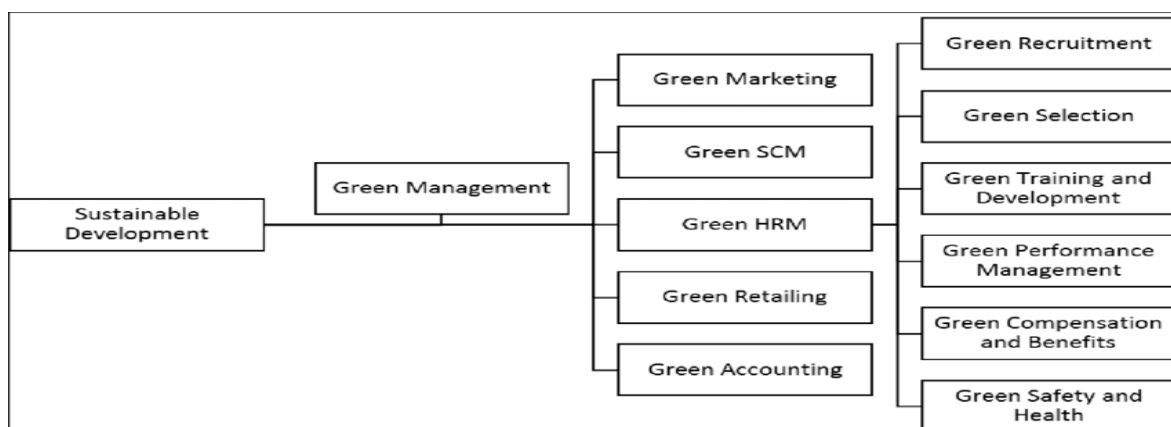 Sustainable
Development
Green Management
Green Marketing
Green SCM
Green HRM
Green Retailing
Green Accounting
Green Recruitment
Green Selection
Green Training and
Development
Green Performance
Management
Green Compensation
and Benefits
Green Safety and
Health